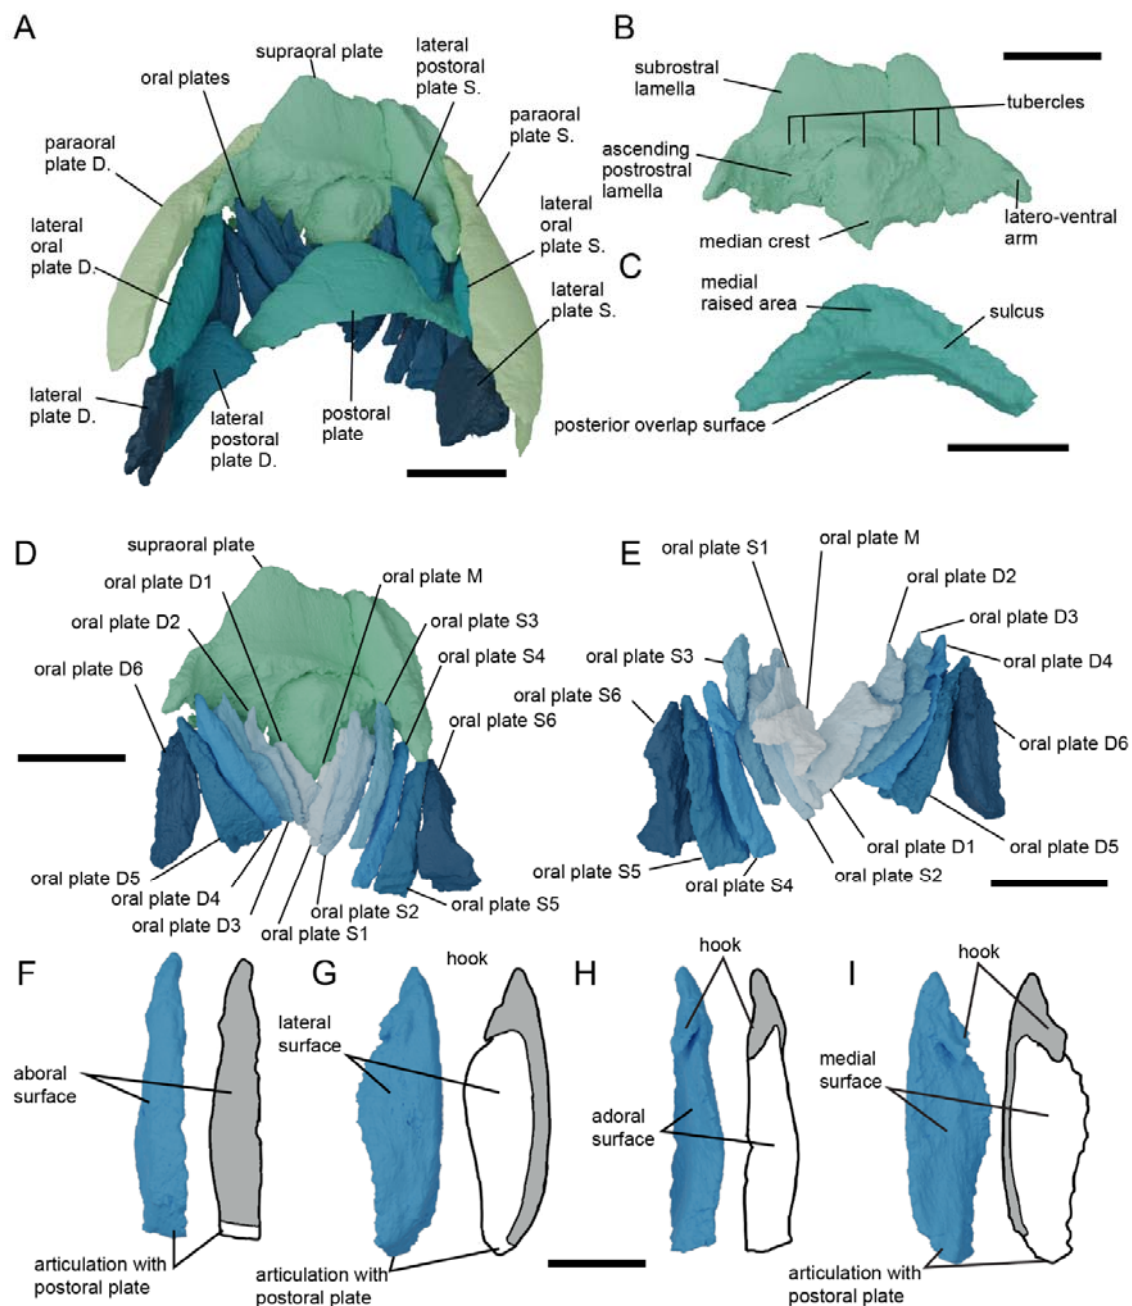 A
supraoral plate
lateral
postoral
plate S.
oral plates
paraoral
plate D.
paraoral
plate S.
lateral
oral
plate D.
lateral
oral
plate S.
lateral
plate S.
lateral
plate D.
lateral
postoral
plate D.
postoral
plate
B
subrostral
lamella
tubercles
ascending
postrostral
lamella
latero-ventral
arm
median crest
C
medial
raised area
sulcus
posterior overlap surface
D
supraoral plate
oral plate D1
oral plate M
oral plate D2
oral plate S3
oral plate S4
oral plate D6
oral plate S6
oral plate D5
oral plate D4
oral plate D3
oral plate S1
oral plate S2
oral plate S5
E
oral plate S1
oral plate M
oral plate D2
oral plate D3
oral plate S3
oral plate D4
oral plate S6
oral plate D6
oral plate D1
oral plate D5
oral plate S5
oral plate S4
oral plate S2
F
aboral
surface
articulation with
postoral plate
G
hook
lateral
surface
articulation with
postoral plate
H
hook
adoral
surface
I
hook
medial
surface
articulation with
postoral plate